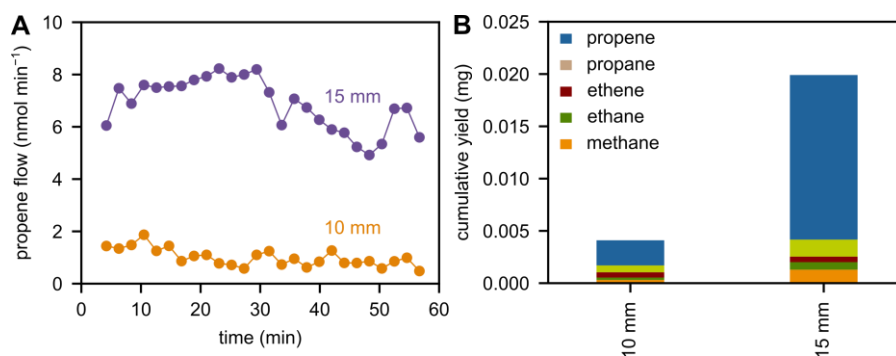 A
propene flow (nmol min⁻¹)
10
8
6
4
2
0
15 mm
10 mm
0 10 20 30 40 50 60
time (min)
B
cumulative yield (mg)
0.025
0.020
0.015
0.010
0.005
0.000
propene
propane
ethene
ethane
methane
10 mm
15 mm